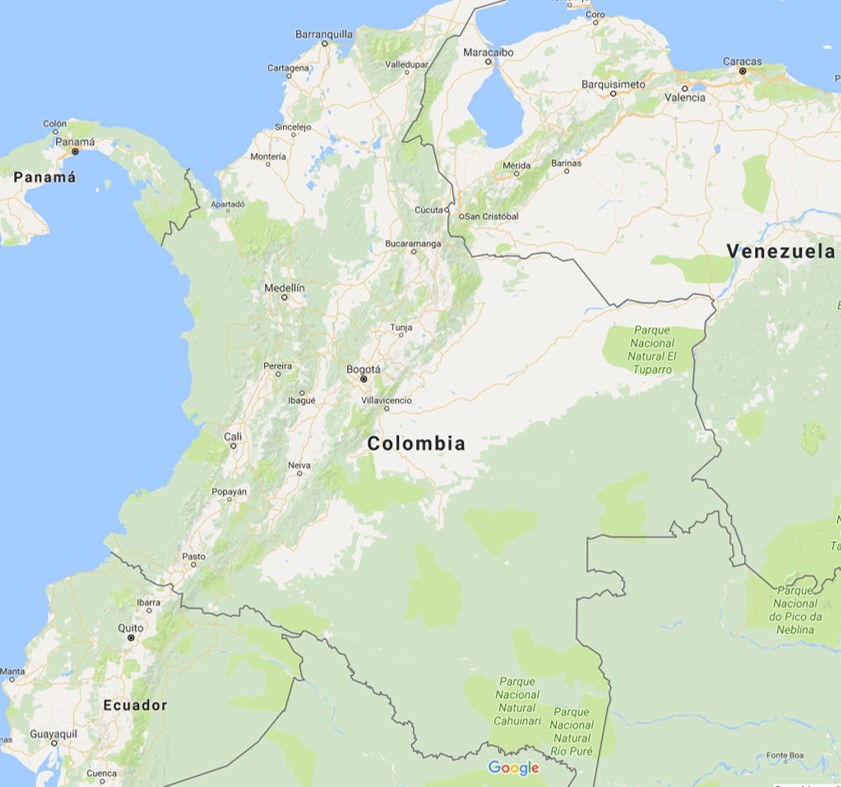 Coro
Barranquilla
Maracaibo
Caracas
Cartagena
Valledupar
Barquisimeto
Valencia
Colón
Sincelejo
Panamá
Montería
Mérida
Barinas
Panamá
Apartadó
Cúcuta
San Cristóbal
Bucaramanga
Venezuela
Medellín
Tunja
Parque
Nacional
Natural El
Tuparro
Pereira
Bogotá
Ibagué
Villavicencio
Cali
Colombia
Neiva
Popayán
Pasto
Ibarra
Parque
Nacional
do Pico da
Neblina
Quito
Manta
Parque
Nacional
Natural
Cahuinari
Ecuador
Parque
Nacional
Natural
Río Puré
Guayaquil
Google
Fonte Boa
Cuenca